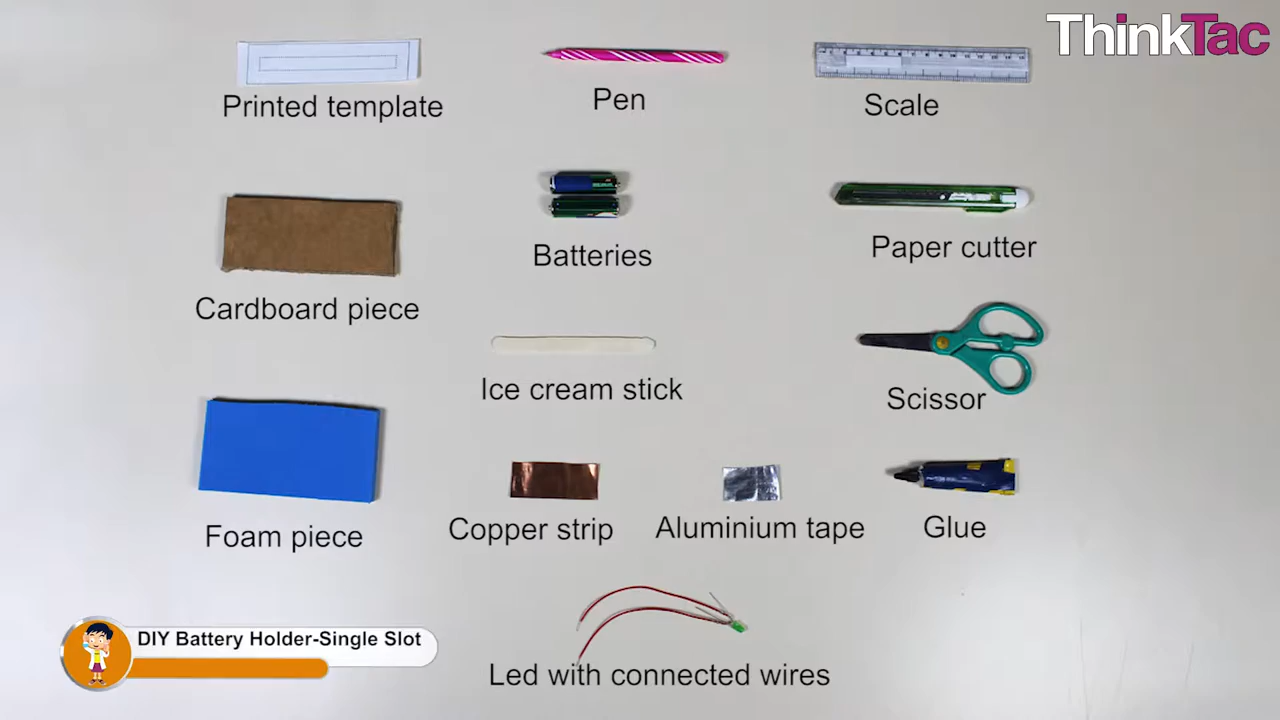 ThinkTac
Printed template
Pen
Scale
Cardboard piece
Batteries
Paper cutter
Ice cream stick
Scissor
Foam piece
Copper strip
Aluminium tape
Glue
DIY Battery Holder-Single Slot
Led with connected wires